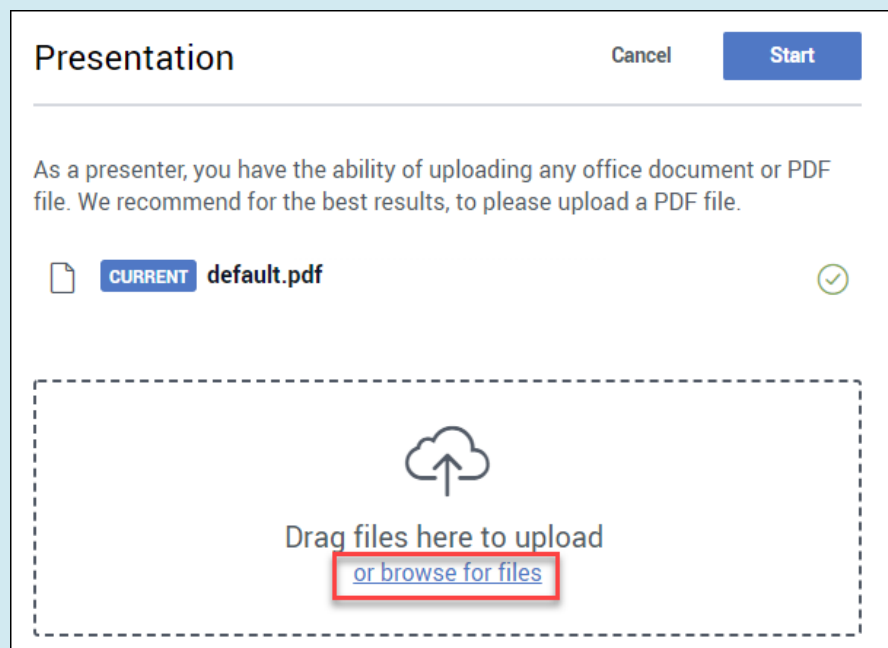 Presentation
Cancel
Start
As a presenter, you have the ability of uploading any office document or PDF
file. We recommend for the best results, to please upload a PDF file.
CURRENT default.pdf
Drag files here to upload
or browse for files